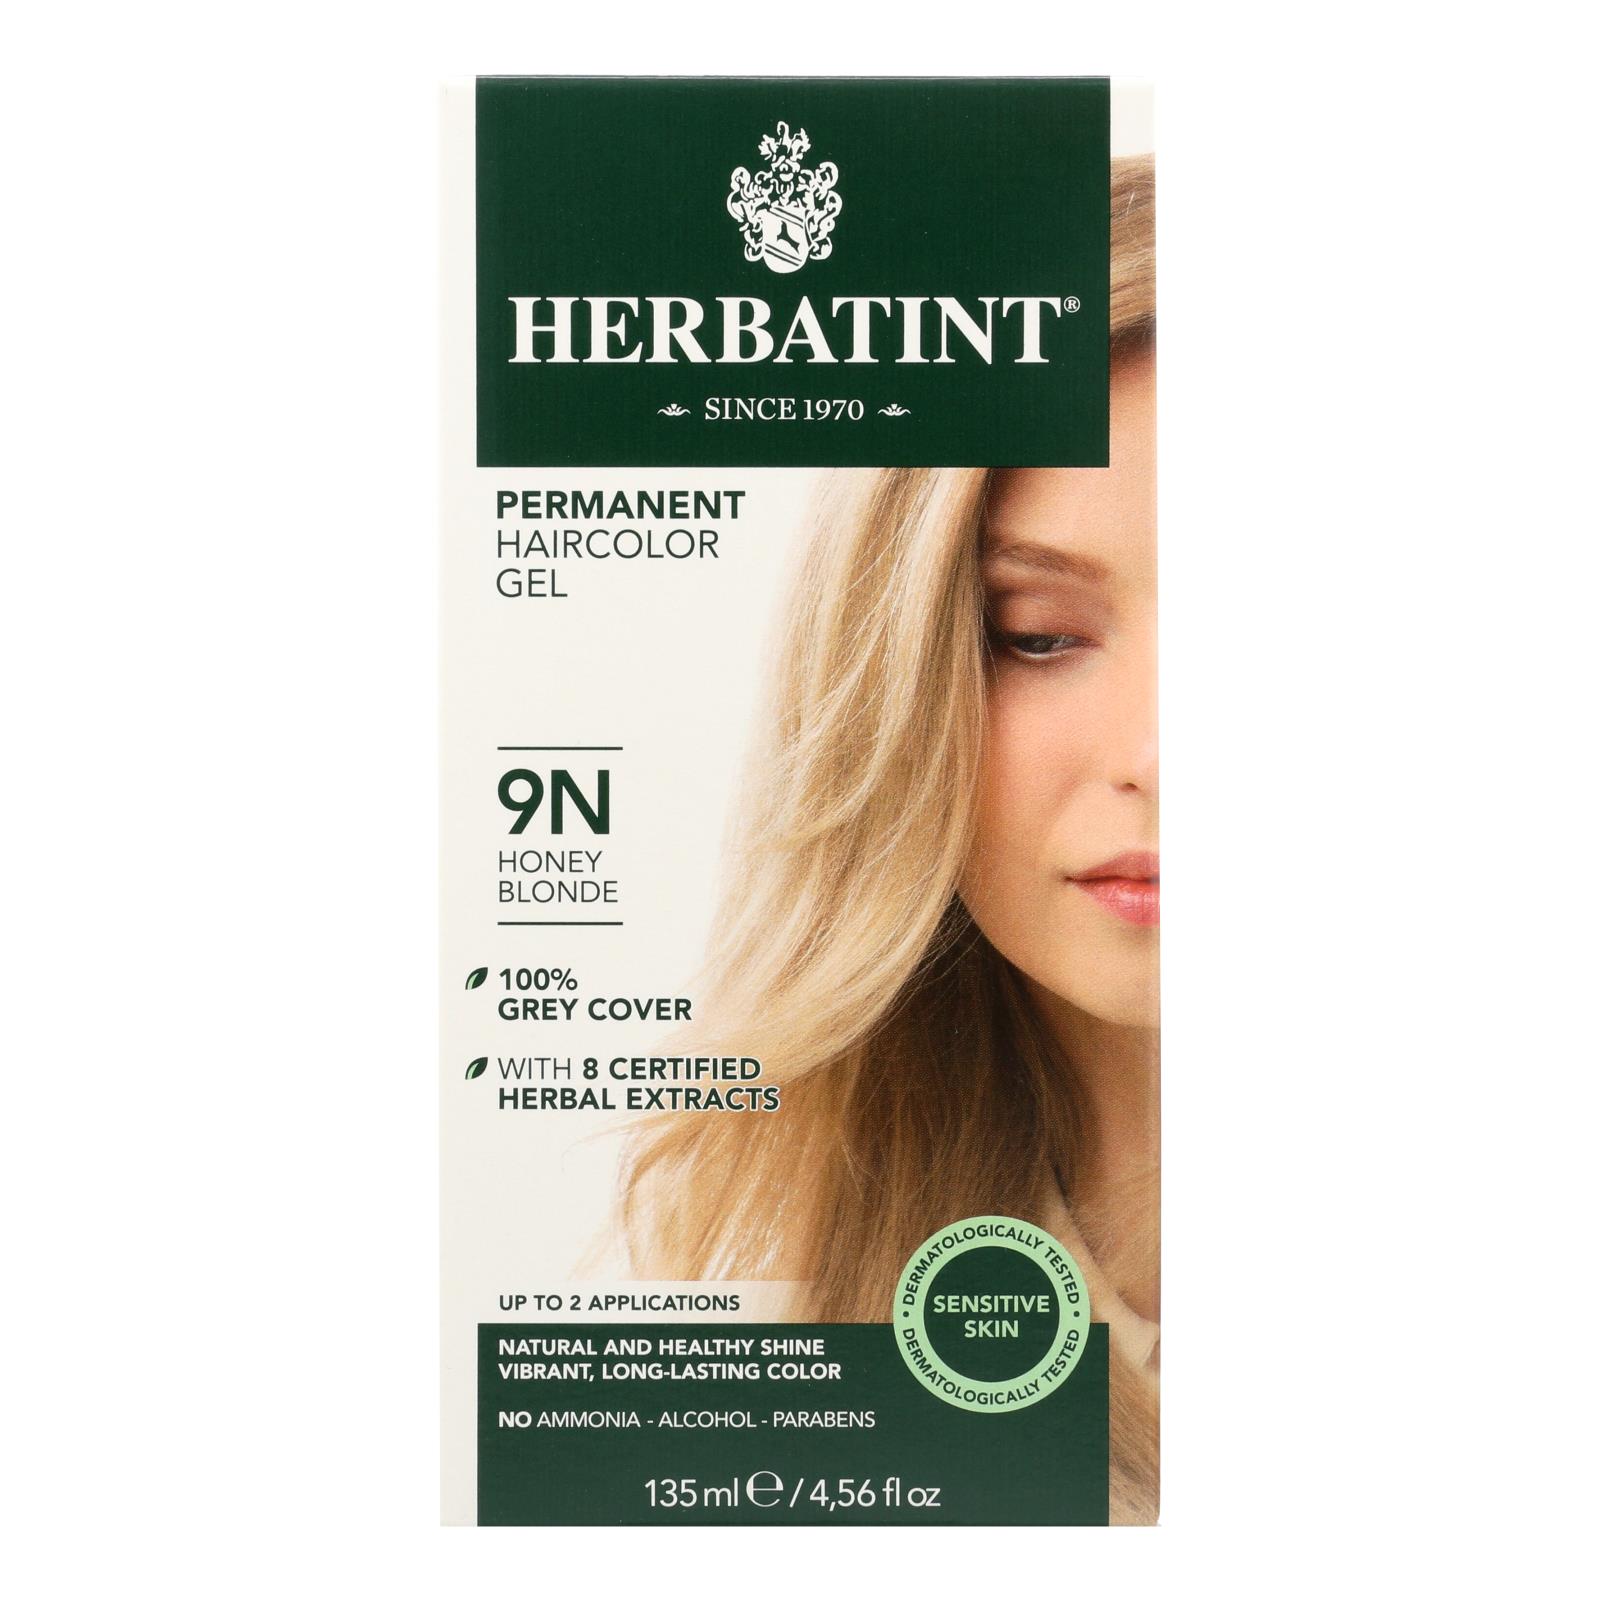 HERBATINT®
SINCE 1970
PERMANENT
HAIRCOLOR
GEL
9N
HONEY
BLONDE
100%
GREY COVER
WITH 8 CERTIFIED
HERBAL EXTRACTS
UP TO 2 APPLICATIONS
• DERMATOLOGICALLY TESTED •
DERMATOLOGICALLY TESTED
SENSITIVE
SKIN
NATURAL AND HEALTHY SHINE
VIBRANT, LONG-LASTING COLOR
NO AMMONIA - ALCOHOL - PARABENS
135 ml ℮ / 4,56 fl oz